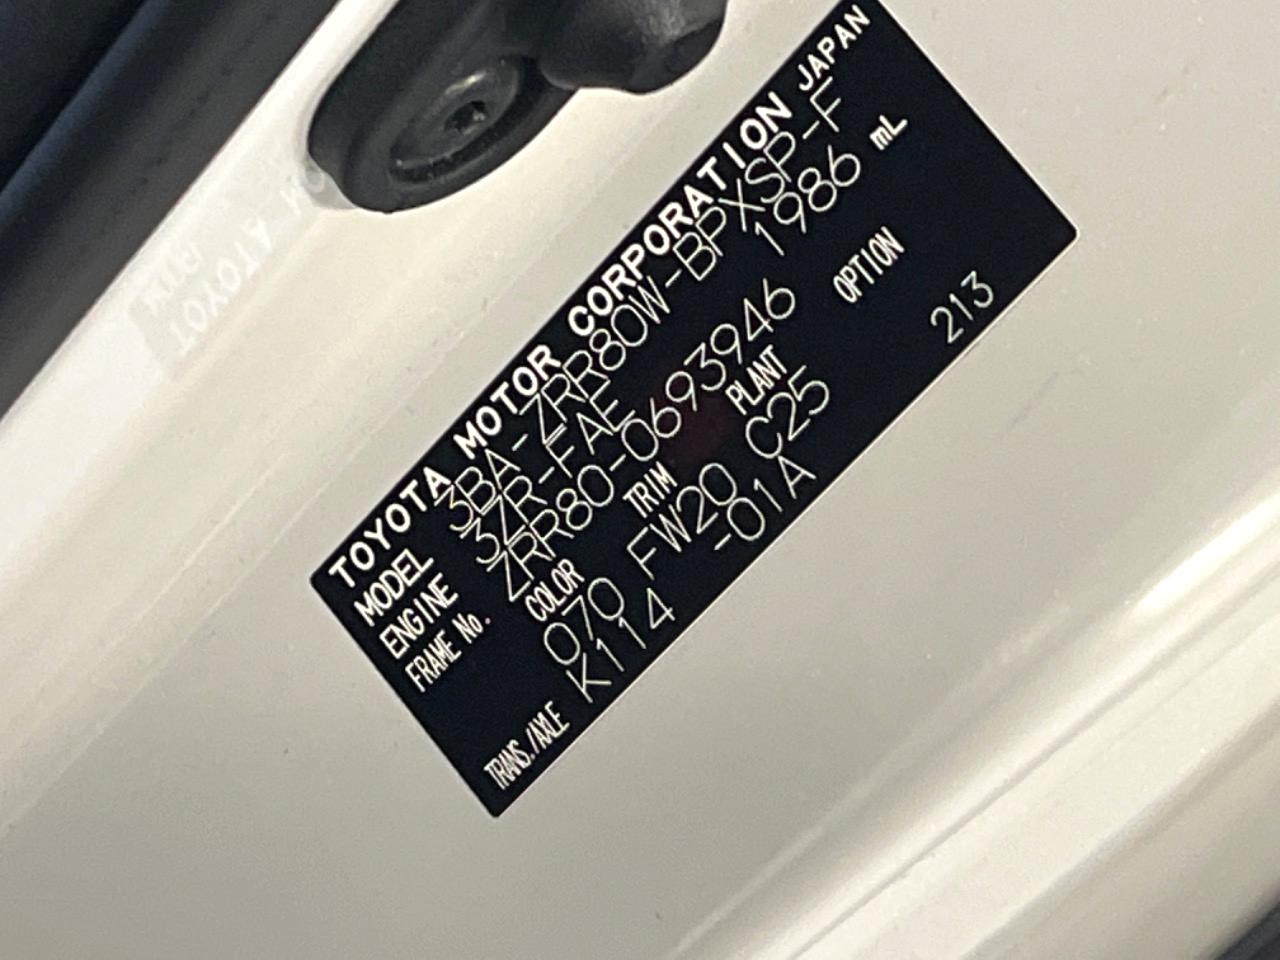 TOYOTA MOTOR CORPORATION JAPAN
MODEL 3BA-ZRR80W-BPXSP-F
ENGINE 3ZR-FAE 1986 mL
FRAME No. ZRR80-0693946
COLOR TRIM PLANT OPTION
070 FW20 C25 213
TRANS./AXLE K114 -01A